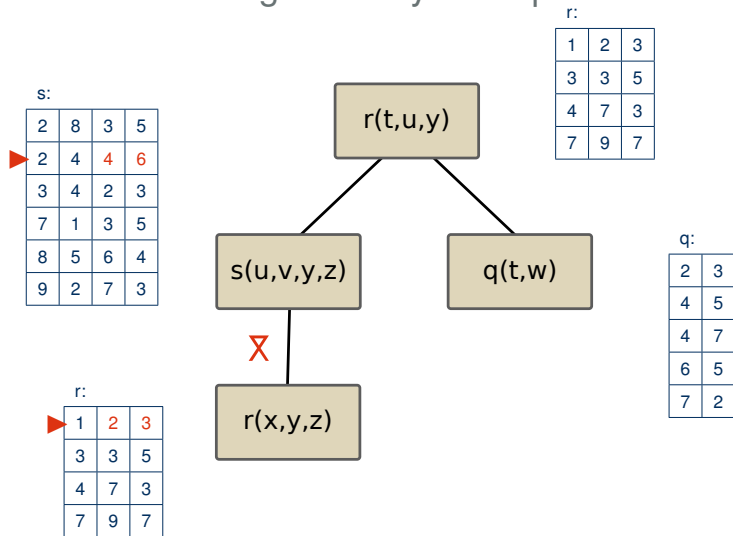 r:
1 2 3
3 3 5
4 7 3
7 9 7
s:
2 8 3 5
2 4 4 6
3 4 2 3
7 1 3 5
8 5 6 4
9 2 7 3
r(t,u,y)
s(u,v,y,z)
q(t,w)
q:
2 3
4 5
4 7
6 5
7 2
r(x,y,z)
r:
1 2 3
3 3 5
4 7 3
7 9 7